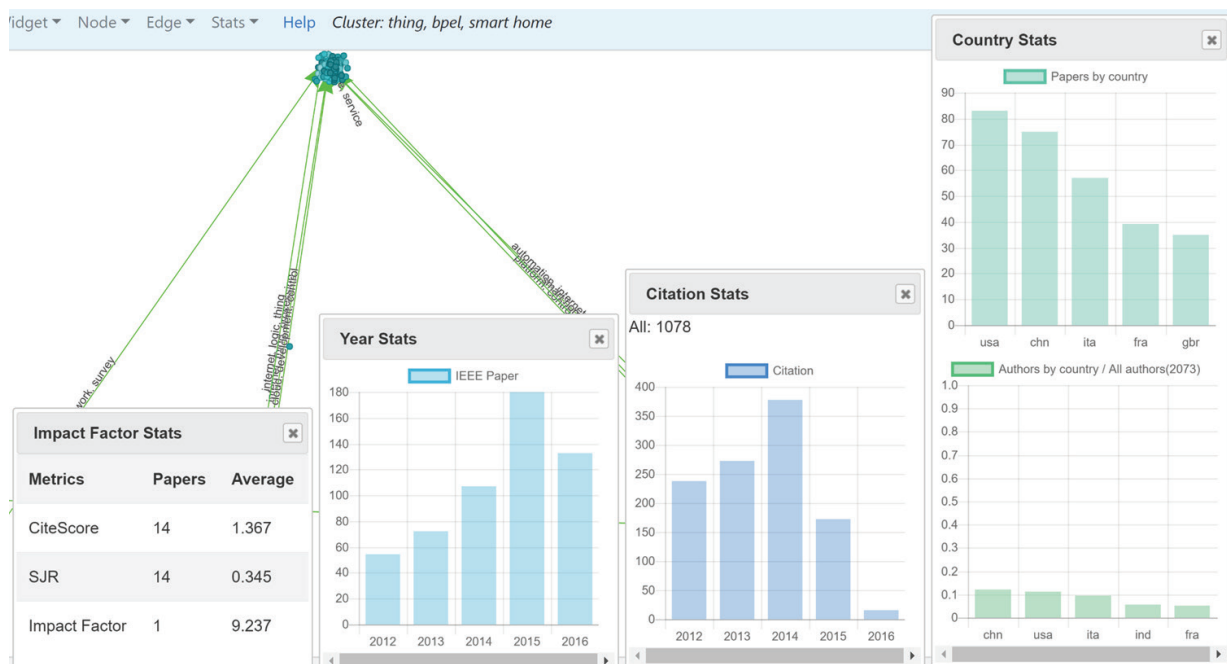 Node Edge Stats Help Cluster: thing, bpel, smart home
service
automation, internet
internet, logic, thing
work, survey
Impact Factor Stats
Metrics Papers Average
CiteScore 14 1.367
SJR 14 0.345
Impact Factor 1 9.237
Year Stats
IEEE Paper
180
160
140
120
100
80
60
40
20
0
2012 2013 2014 2015 2016
Citation Stats
All: 1078
Citation
400
350
300
250
200
150
100
50
0
2012 2013 2014 2015 2016
Country Stats
Papers by country
90
80
70
60
50
40
30
20
10
0
usa chn ita fra gbr
Authors by country / All authors(2073)
1.0
0.9
0.8
0.7
0.6
0.5
0.4
0.3
0.2
0.1
0
chn usa ita ind fra